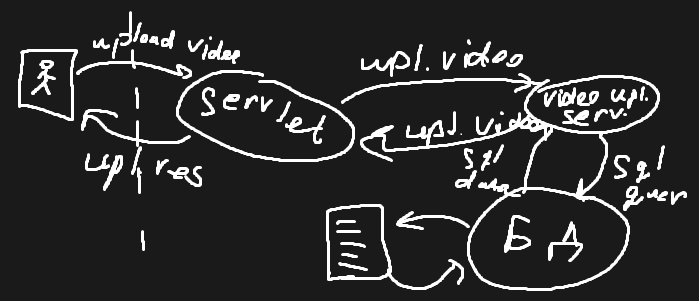 upload video
upl. video
servlet
video upl.
serv.
upl. video
upl res
sql
data
sql
quer
БД